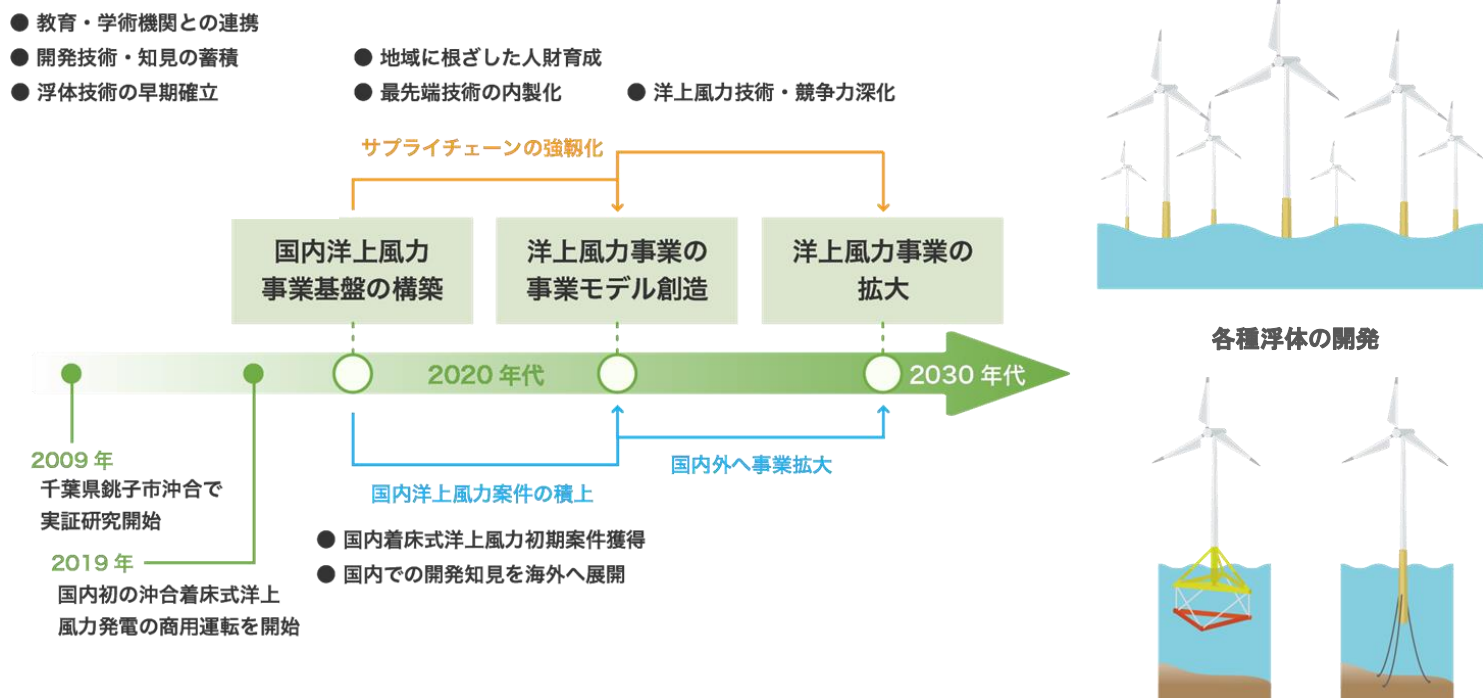 ● 教育・学術機関との連携
● 開発技術・知見の蓄積
● 浮体技術の早期確立
● 地域に根ざした人財育成
● 最先端技術の内製化
● 洋上風力技術・競争力深化
サプライチェーンの強靱化
国内洋上風力
事業基盤の構築
洋上風力事業の
事業モデル創造
洋上風力事業の
拡大
2020 年代
2030 年代
2009 年
千葉県銚子市沖合で
実証研究開始
2019 年
国内初の沖合着床式洋上
風力発電の商用運転を開始
国内洋上風力案件の積上
国内外へ事業拡大
● 国内着床式洋上風力初期案件獲得
● 国内での開発知見を海外へ展開
各種浮体の開発